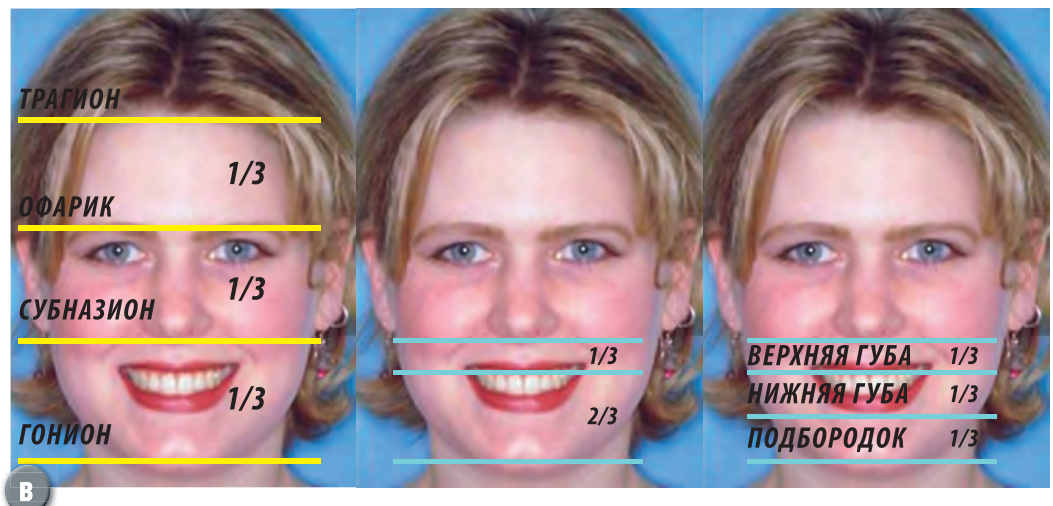 ТРАГИОН
1/3
ОФАРИК
1/3
СУБНАЗИОН
1/3
ГОНИОН
1/3
2/3
ВЕРХНЯЯ ГУБА 1/3
НИЖНЯЯ ГУБА 1/3
ПОДБОРОДОК 1/3
B